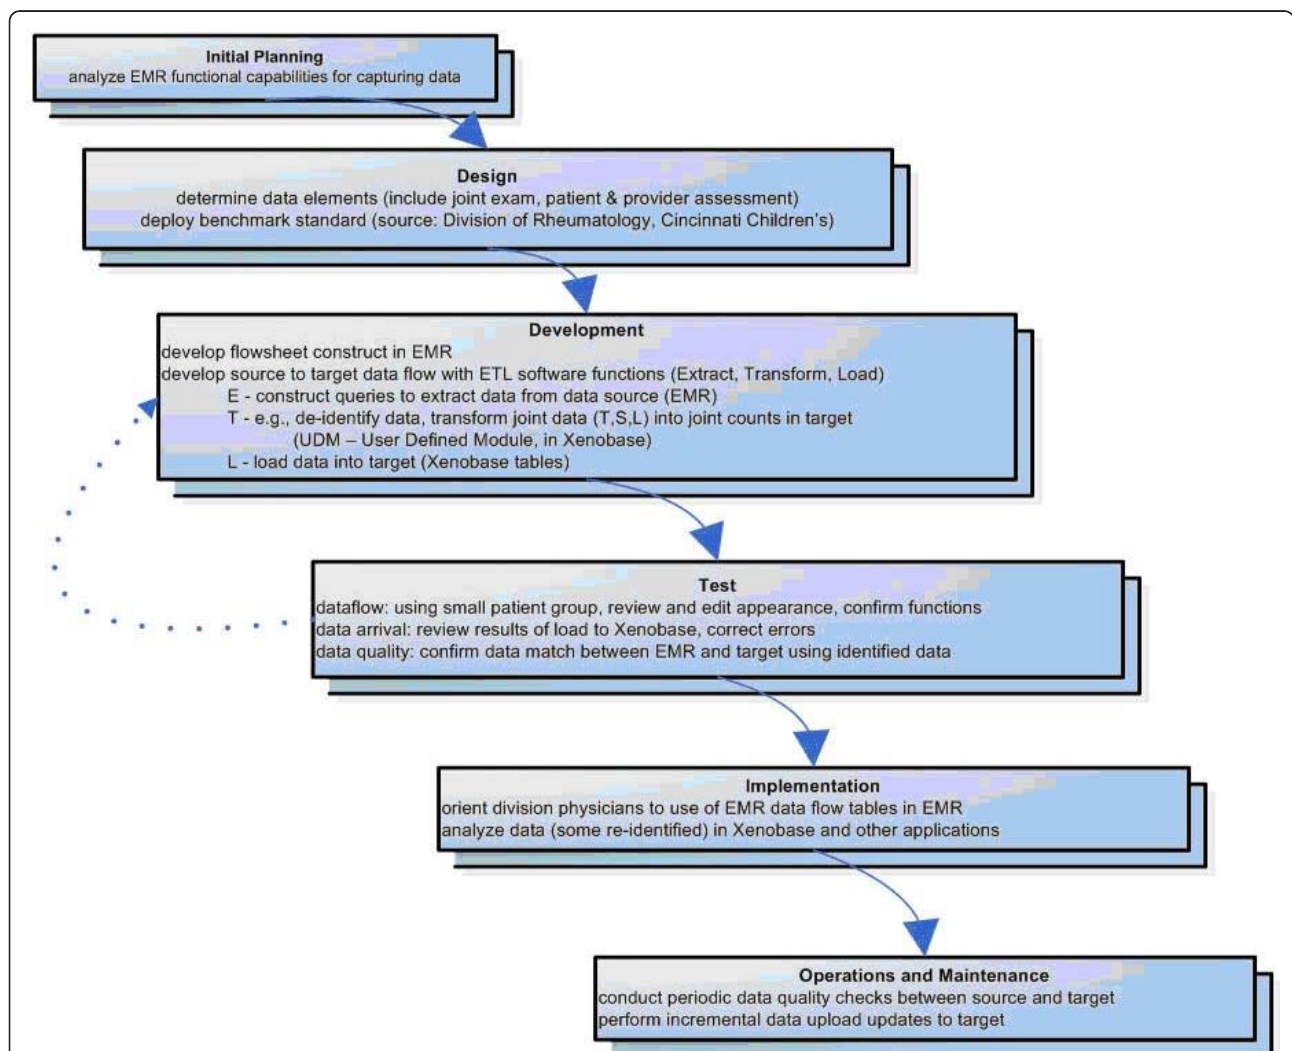 Initial Planning
analyze EMR functional capabilities for capturing data
Design
determine data elements (include joint exam, patient & provider assessment)
deploy benchmark standard (source: Division of Rheumatology, Cincinnati Children's)
Development
develop flowsheet construct in EMR
develop source to target data flow with ETL software functions (Extract, Transform, Load)
E - construct queries to extract data from data source (EMR)
T - e.g., de-identify data, transform joint data (T,S,L) into joint counts in target
(UDM – User Defined Module, in Xenobase)
L - load data into target (Xenobase tables)
Test
dataflow: using small patient group, review and edit appearance, confirm functions
data arrival: review results of load to Xenobase, correct errors
data quality: confirm data match between EMR and target using identified data
Implementation
orient division physicians to use of EMR data flow tables in EMR
analyze data (some re-identified) in Xenobase and other applications
Operations and Maintenance
conduct periodic data quality checks between source and target
perform incremental data upload updates to target